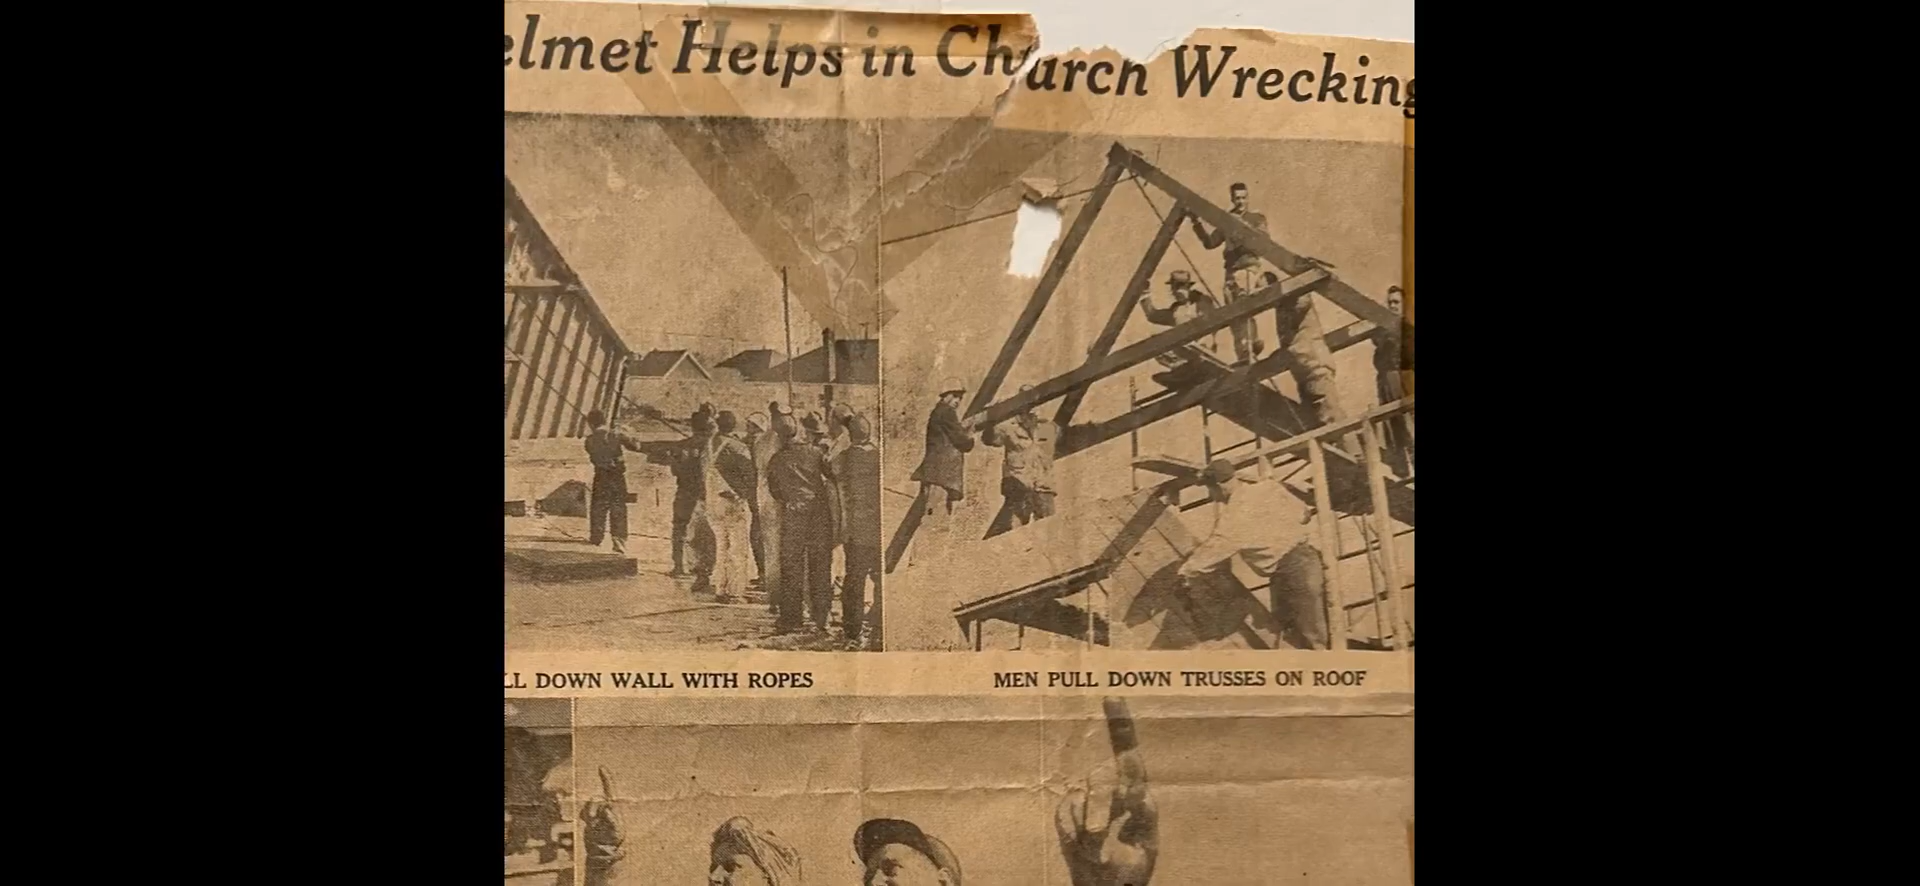 elmet Helps in Church Wrecking
LL DOWN WALL WITH ROPES
MEN PULL DOWN TRUSSES ON ROOF